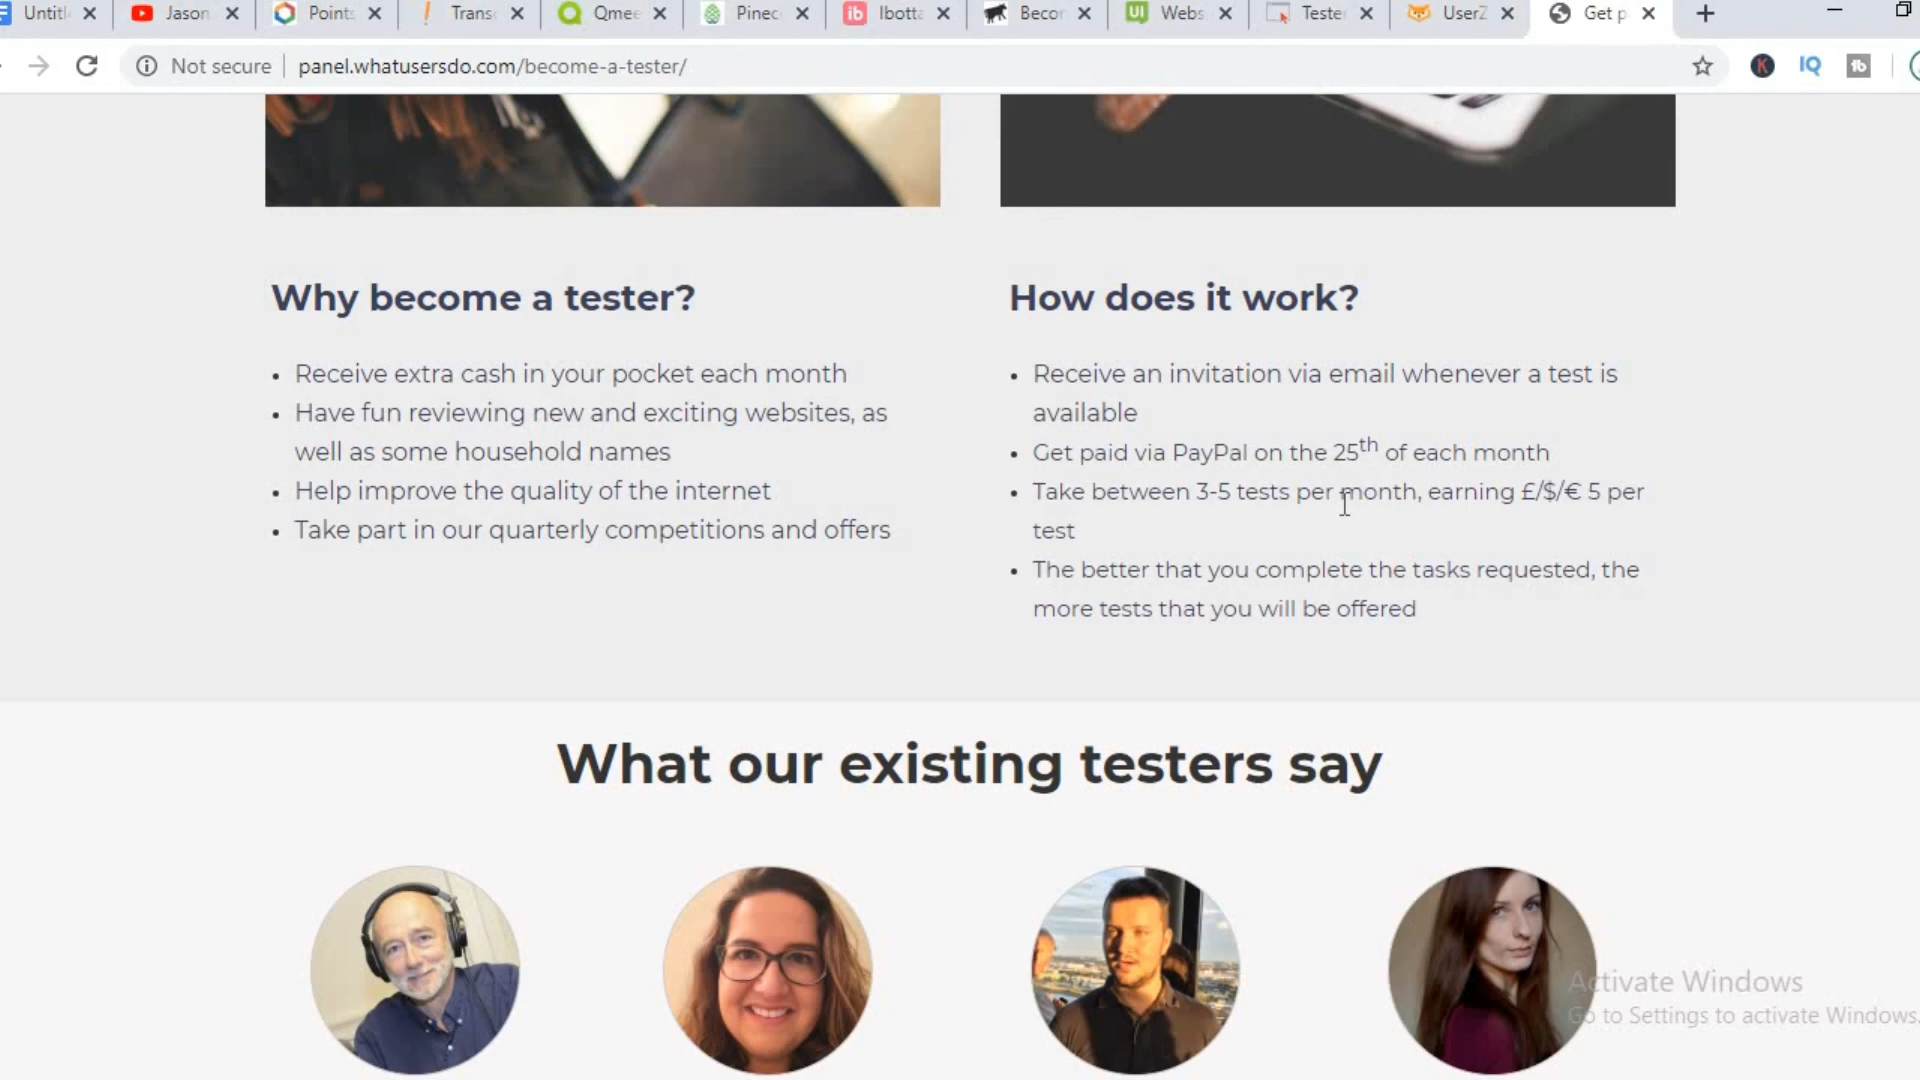 Untitl
Jason
Points
Trans
Qmee
Pinec
ib
Ibotta
Becor
UI
Webs
Teste
UserZ
Get p
Not secure
panel.whatusersdo.com/become-a-tester/
K
IQ
tb
Why become a tester?
• Receive extra cash in your pocket each month
• Have fun reviewing new and exciting websites, as
well as some household names
• Help improve the quality of the internet
• Take part in our quarterly competitions and offers
How does it work?
• Receive an invitation via email whenever a test is
available
• Get paid via PayPal on the 25th of each month
• Take between 3-5 tests per month, earning £/$/€ 5 per
test
• The better that you complete the tasks requested, the
more tests that you will be offered
What our existing testers say
Activate Windows
Go to Settings to activate Windows.